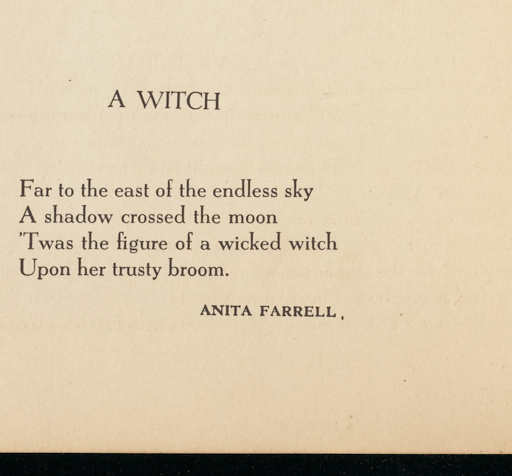 A WITCH
Far to the east of the endless sky
A shadow crossed the moon
'Twas the figure of a wicked witch
Upon her trusty broom.
ANITA FARRELL,